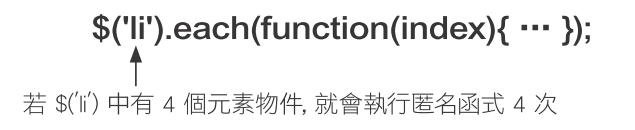 $('li').each(function(index){ ⋯ });
若 $('li') 中有 4 個元素物件, 就會執行匿名函式 4 次